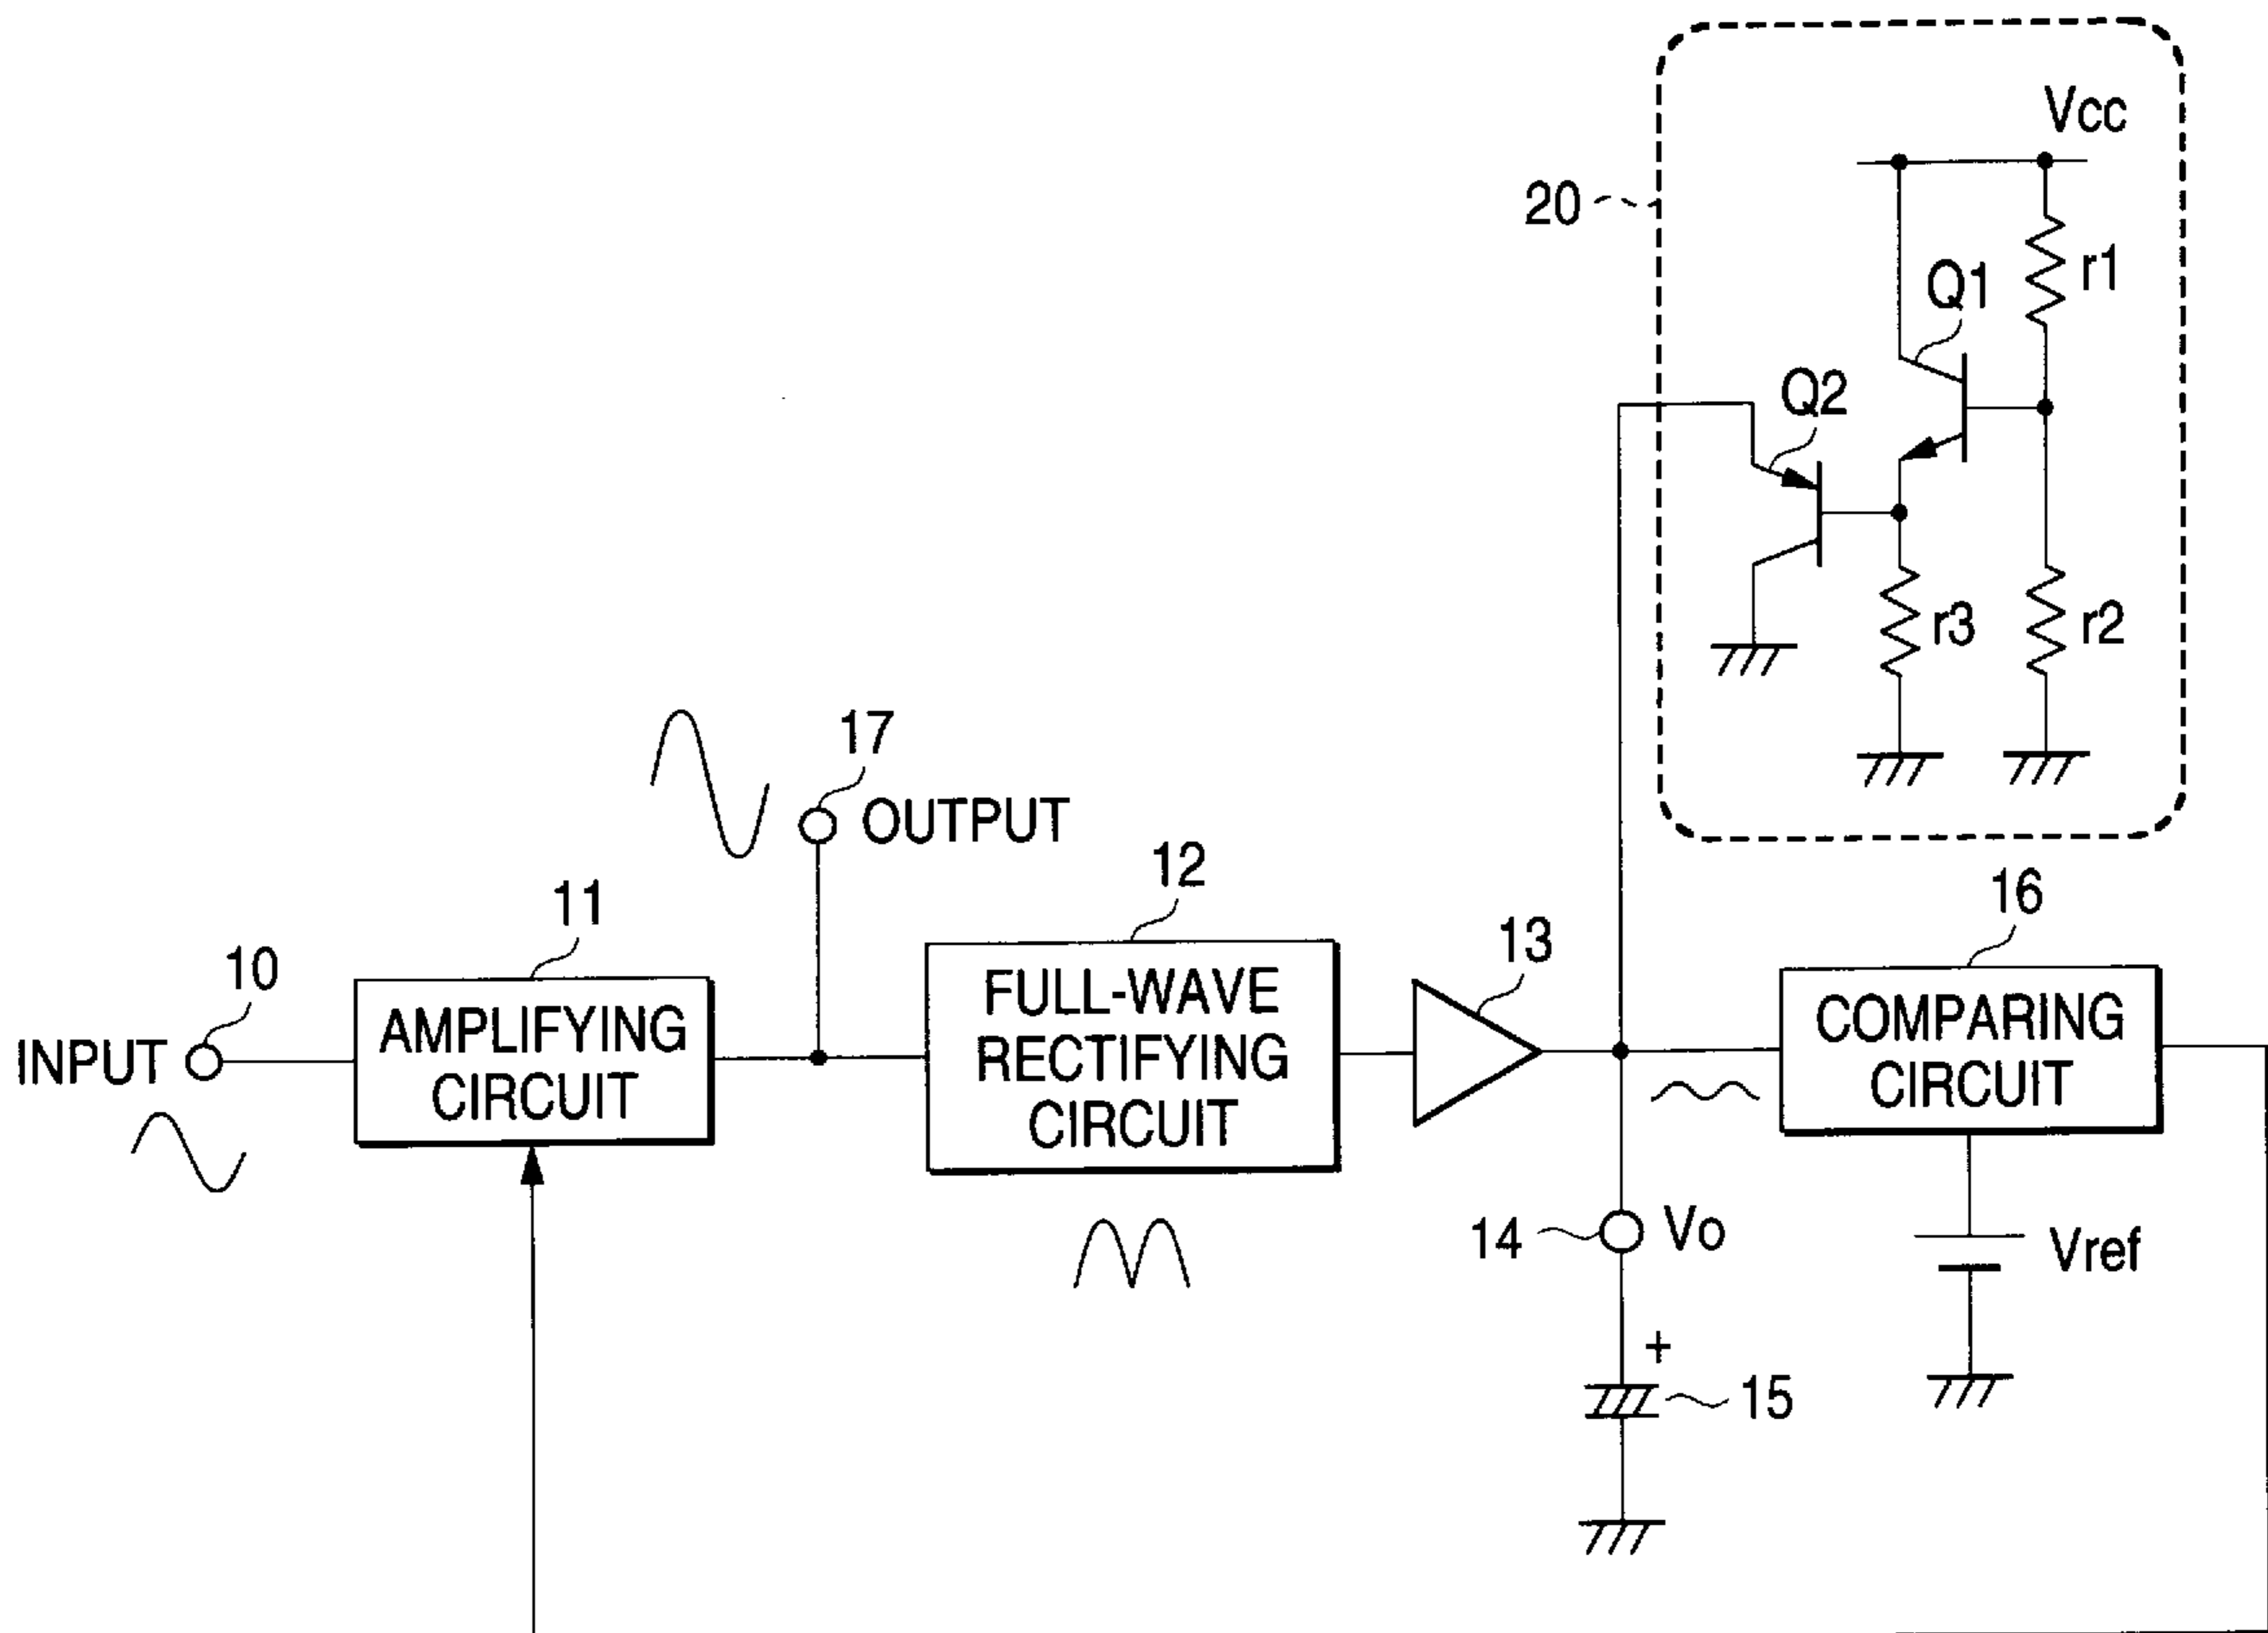 Vcc
20
r1
Q1
Q2
r3
r2
17
OUTPUT
12
11
16
13
10
FULL-WAVE
RECTIFYING
CIRCUIT
AMPLIFYING
CIRCUIT
COMPARING
CIRCUIT
INPUT
14
Vo
Vref
+
15